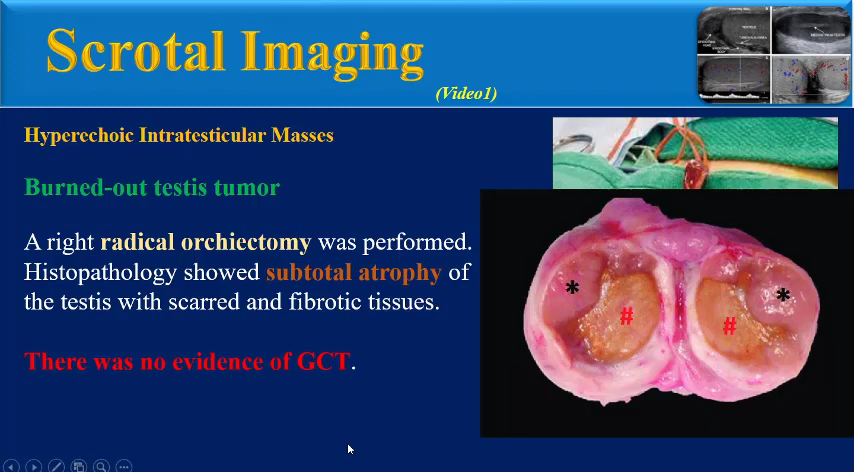 Scrotal Imaging
(Video1)
Hyperechoic Intratesticular Masses
Burned-out testis tumor
A right radical orchiectomy was performed.
Histopathology showed subtotal atrophy of
the testis with scarred and fibrotic tissues.
* # # *
There was no evidence of GCT.